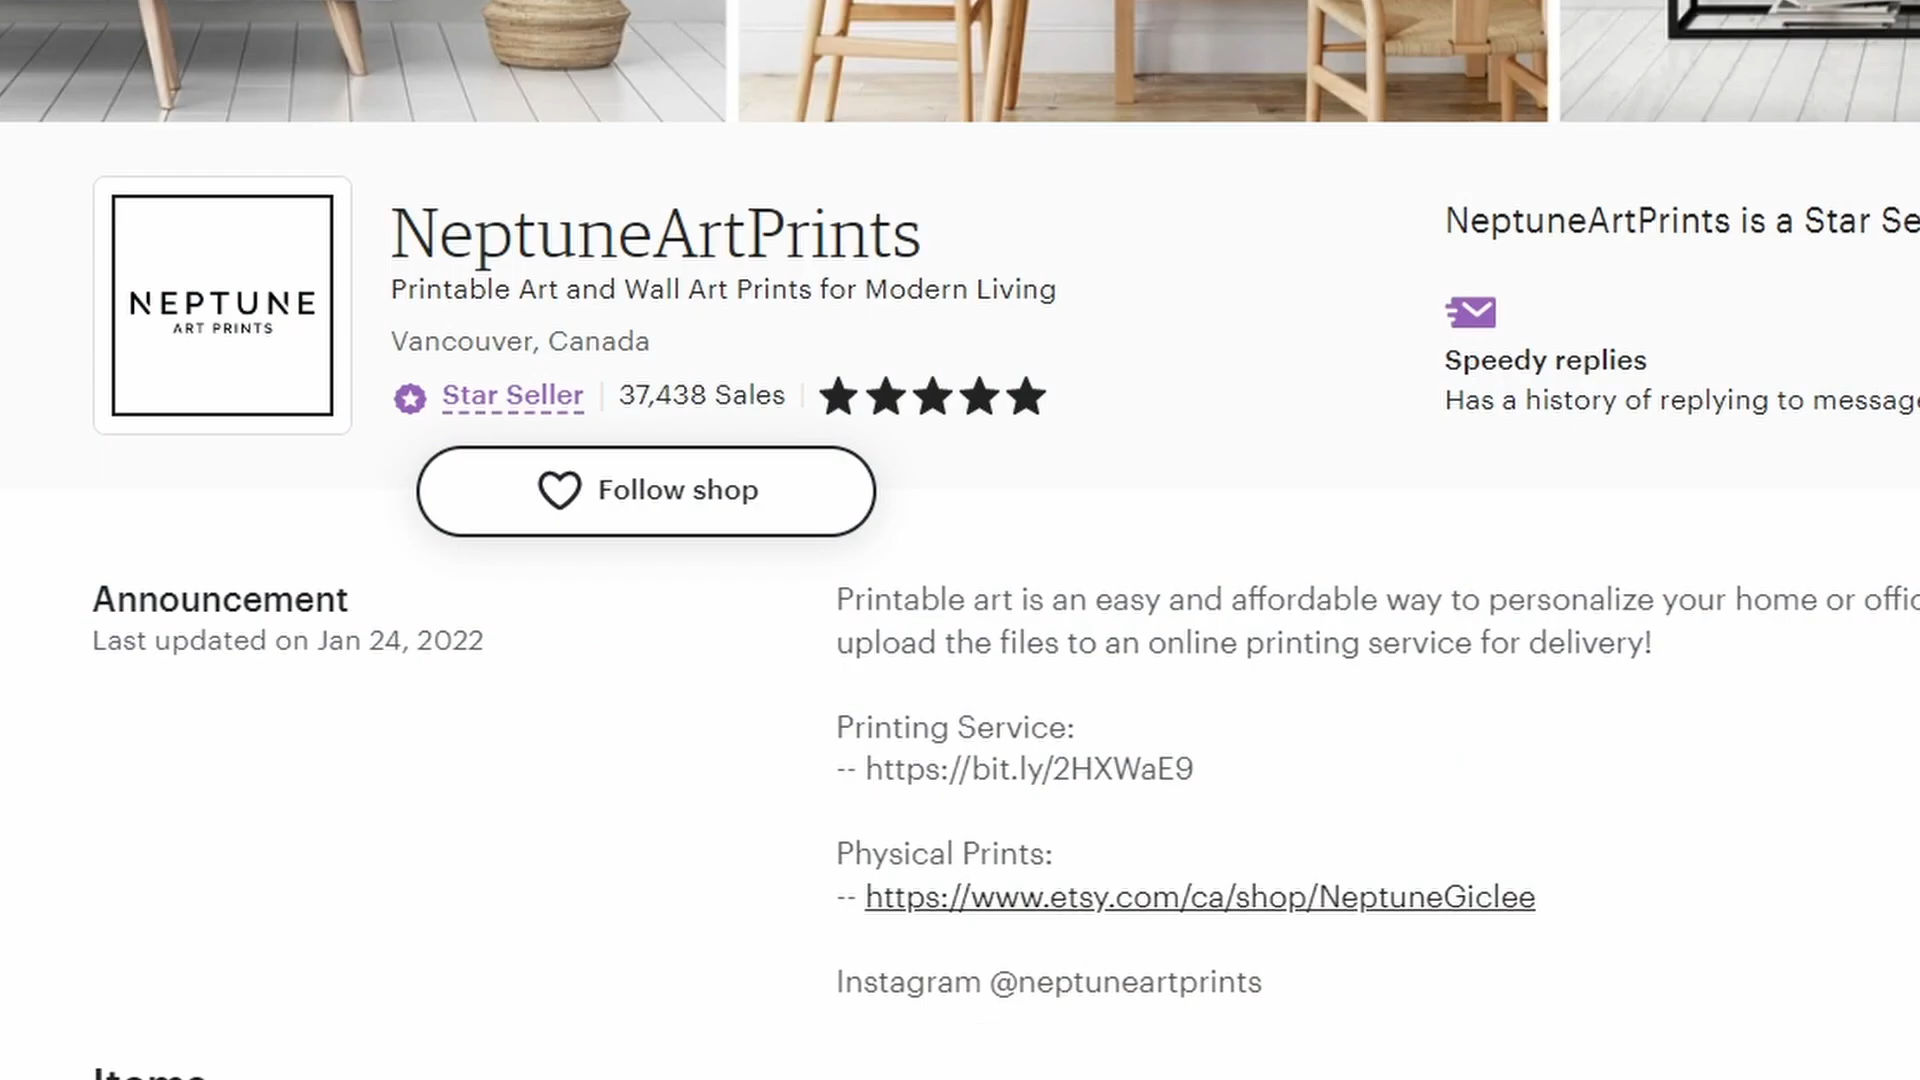 NEPTUNE
ART PRINTS
NeptuneArtPrints
Printable Art and Wall Art Prints for Modern Living
Vancouver, Canada
Star Seller
37,438 Sales
Follow shop
NeptuneArtPrints is a Star Se
Speedy replies
Has a history of replying to message
Announcement
Last updated on Jan 24, 2022
Printable art is an easy and affordable way to personalize your home or offic
upload the files to an online printing service for delivery!
Printing Service:
-- https://bit.ly/2HXWaE9
Physical Prints:
-- https://www.etsy.com/ca/shop/NeptuneGiclee
Instagram @neptuneartprints
Items